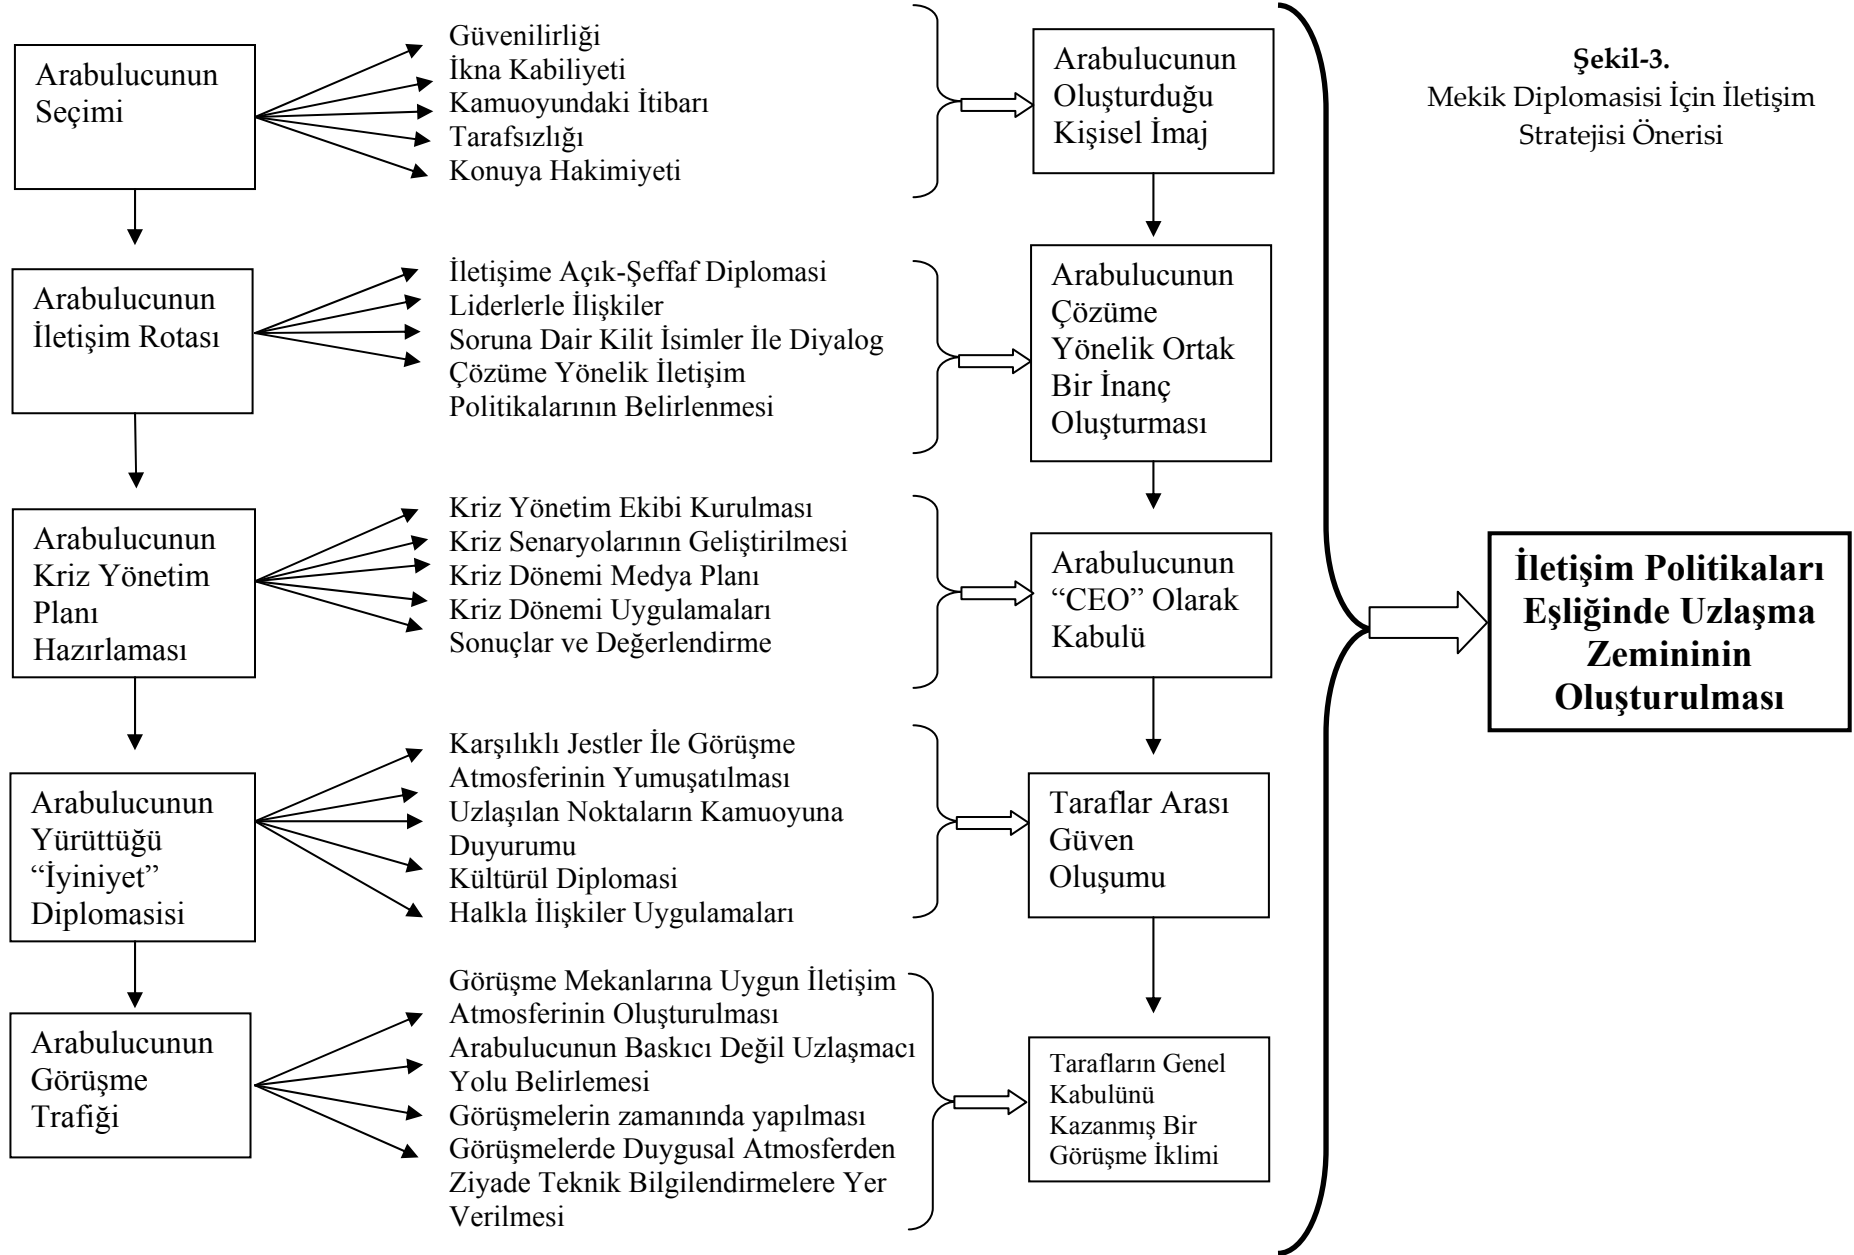 Arabulucunun
Seçimi
Güvenilirliği
İkna Kabiliyeti
Kamuoyundaki İtibarı
Tarafsızlığı
Konuya Hakimiyeti
Arabulucunun
Oluşturduğu
Kişisel İmaj
Şekil-3.
Mekik Diplomasisi İçin İletişim
Stratejisi Önerisi
Arabulucunun
İletişim Rotası
İletişime Açık-Şeffaf Diplomasi
Liderlerle İlişkiler
Soruna Dair Kilit İsimler İle Diyalog
Çözüme Yönelik İletişim
Politikalarının Belirlenmesi
Arabulucunun
Çözüme
Yönelik Ortak
Bir İnanç
Oluşturması
Arabulucunun
Kriz Yönetim
Planı
Hazırlaması
Kriz Yönetim Ekibi Kurulması
Kriz Senaryolarının Geliştirilmesi
Kriz Dönemi Medya Planı
Kriz Dönemi Uygulamaları
Sonuçlar ve Değerlendirme
Arabulucunun
“CEO” Olarak
Kabulü
İletişim Politikaları
Eşliğinde Uzlaşma
Zemininin
Oluşturulması
Arabulucunun
Yürüttüğü
“İyiniyet”
Diplomasisi
Karşılıklı Jestler İle Görüşme
Atmosferinin Yumuşatılması
Uzlaşılan Noktaların Kamuoyuna
Duyurumu
Kültürül Diplomasi
Halkla İlişkiler Uygulamaları
Taraflar Arası
Güven
Oluşumu
Arabulucunun
Görüşme
Trafiği
Görüşme Mekanlarına Uygun İletişim
Atmosferinin Oluşturulması
Arabulucunun Baskıcı Değil Uzlaşmacı
Yolu Belirlemesi
Görüşmelerin zamanında yapılması
Görüşmelerde Duygusal Atmosferden
Ziyade Teknik Bilgilendirmelere Yer
Verilmesi
Tarafların Genel
Kabulünü
Kazanmış Bir
Görüşme İklimi